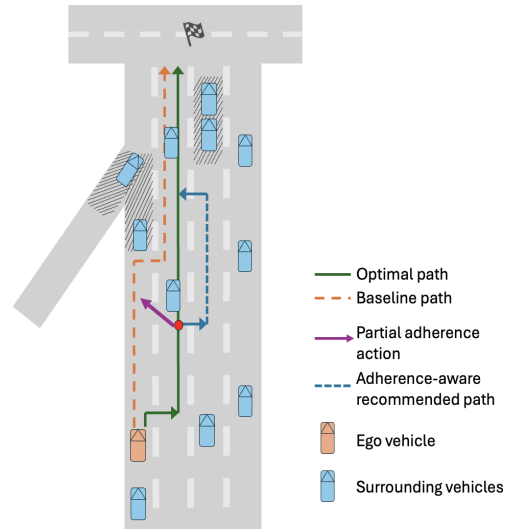 Optimal path
Baseline path
Partial adherence
action
Adherence-aware
recommended path
Ego vehicle
Surrounding vehicles